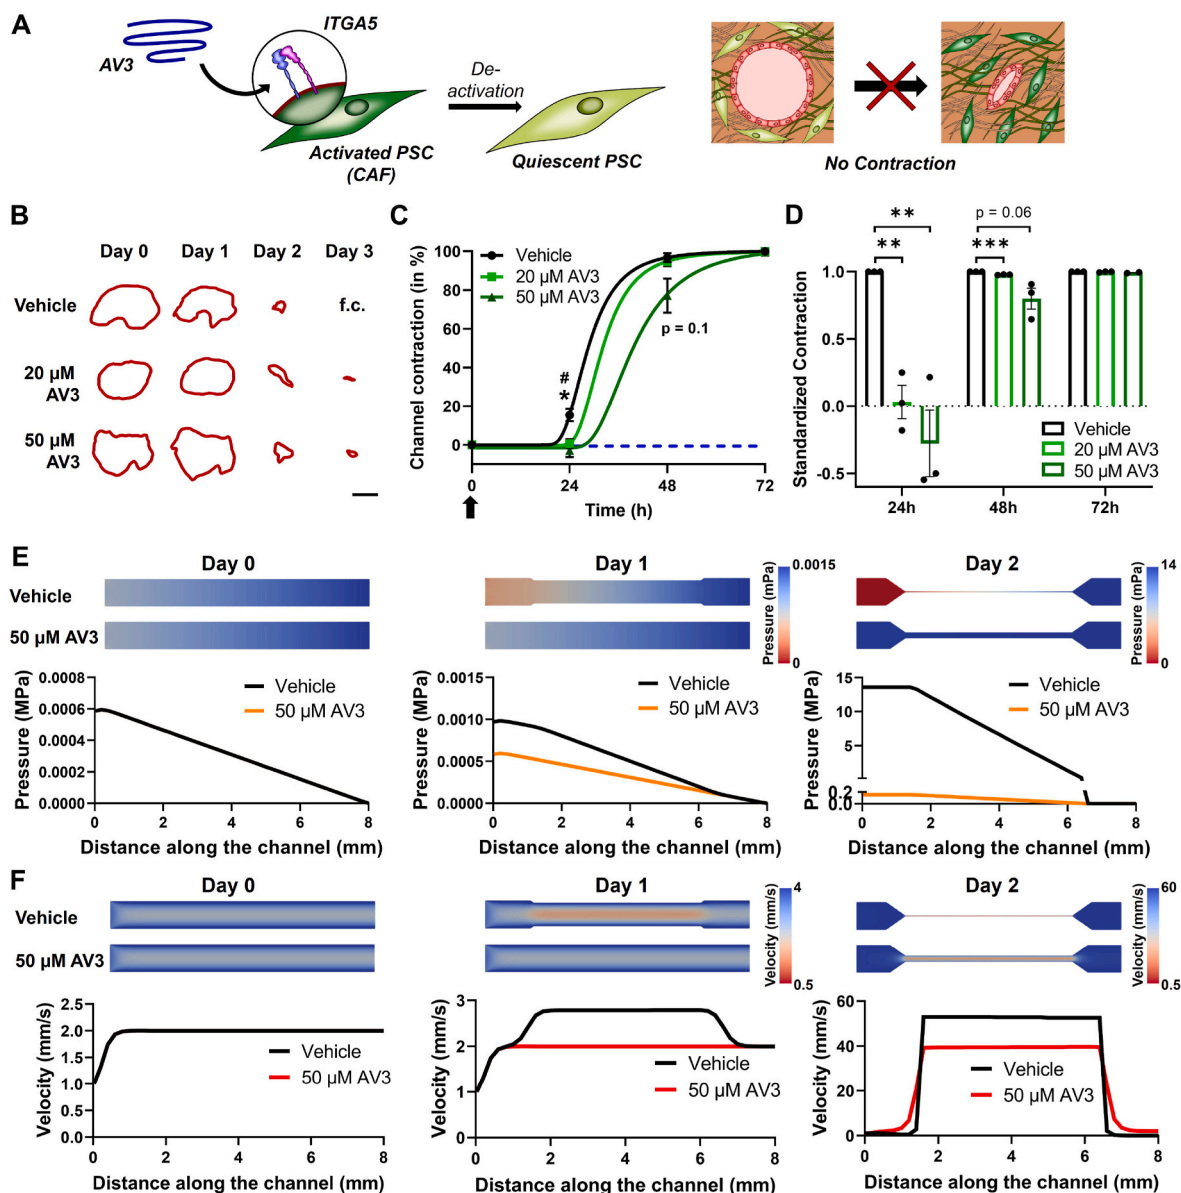 A
AV3
ITGA5
De-
activation
Activated PSC
(CAF)
Quiescent PSC
No Contraction
B
Day 0 Day 1 Day 2 Day 3
Vehicle
f.c.
20 µM
AV3
50 µM
AV3
C
Channel contraction (in %)
100
80
60
40
20
0
Vehicle
20 µM AV3
50 µM AV3
#
*
p = 0.1
0 24 48 72
Time (h)
D
Standardized Contraction
1.0
0.5
0.0
-0.5
**
**
***
p = 0.06
Vehicle
20 µM AV3
50 µM AV3
24h 48h 72h
E
Day 0
Vehicle
50 µM AV3
Pressure (MPa)
0.0008
0.0006
0.0004
0.0002
0.0000
Vehicle
50 µM AV3
0 2 4 6 8
Distance along the channel (mm)
Day 1
Pressure (mPa)
0.0015
0
Pressure (MPa)
0.0015
0.0010
0.0005
0.0000
Vehicle
50 µM AV3
0 2 4 6 8
Distance along the channel (mm)
Day 2
Pressure (mPa)
14
0
Pressure (MPa)
15
10
5
0.2
0.0
Vehicle
50 µM AV3
0 2 4 6 8
Distance along the channel (mm)
F
Day 0
Vehicle
50 µM AV3
Velocity (mm/s)
2.5
2.0
1.5
1.0
0.5
0.0
Vehicle
50 µM AV3
0 2 4 6 8
Distance along the channel (mm)
Day 1
Velocity (mm/s)
4
0.5
Velocity (mm/s)
3
2
1
0
Vehicle
50 µM AV3
0 2 4 6 8
Distance along the channel (mm)
Day 2
Velocity (mm/s)
60
0.5
Velocity (mm/s)
60
40
20
0
Vehicle
50 µM AV3
0 2 4 6 8
Distance along the channel (mm)